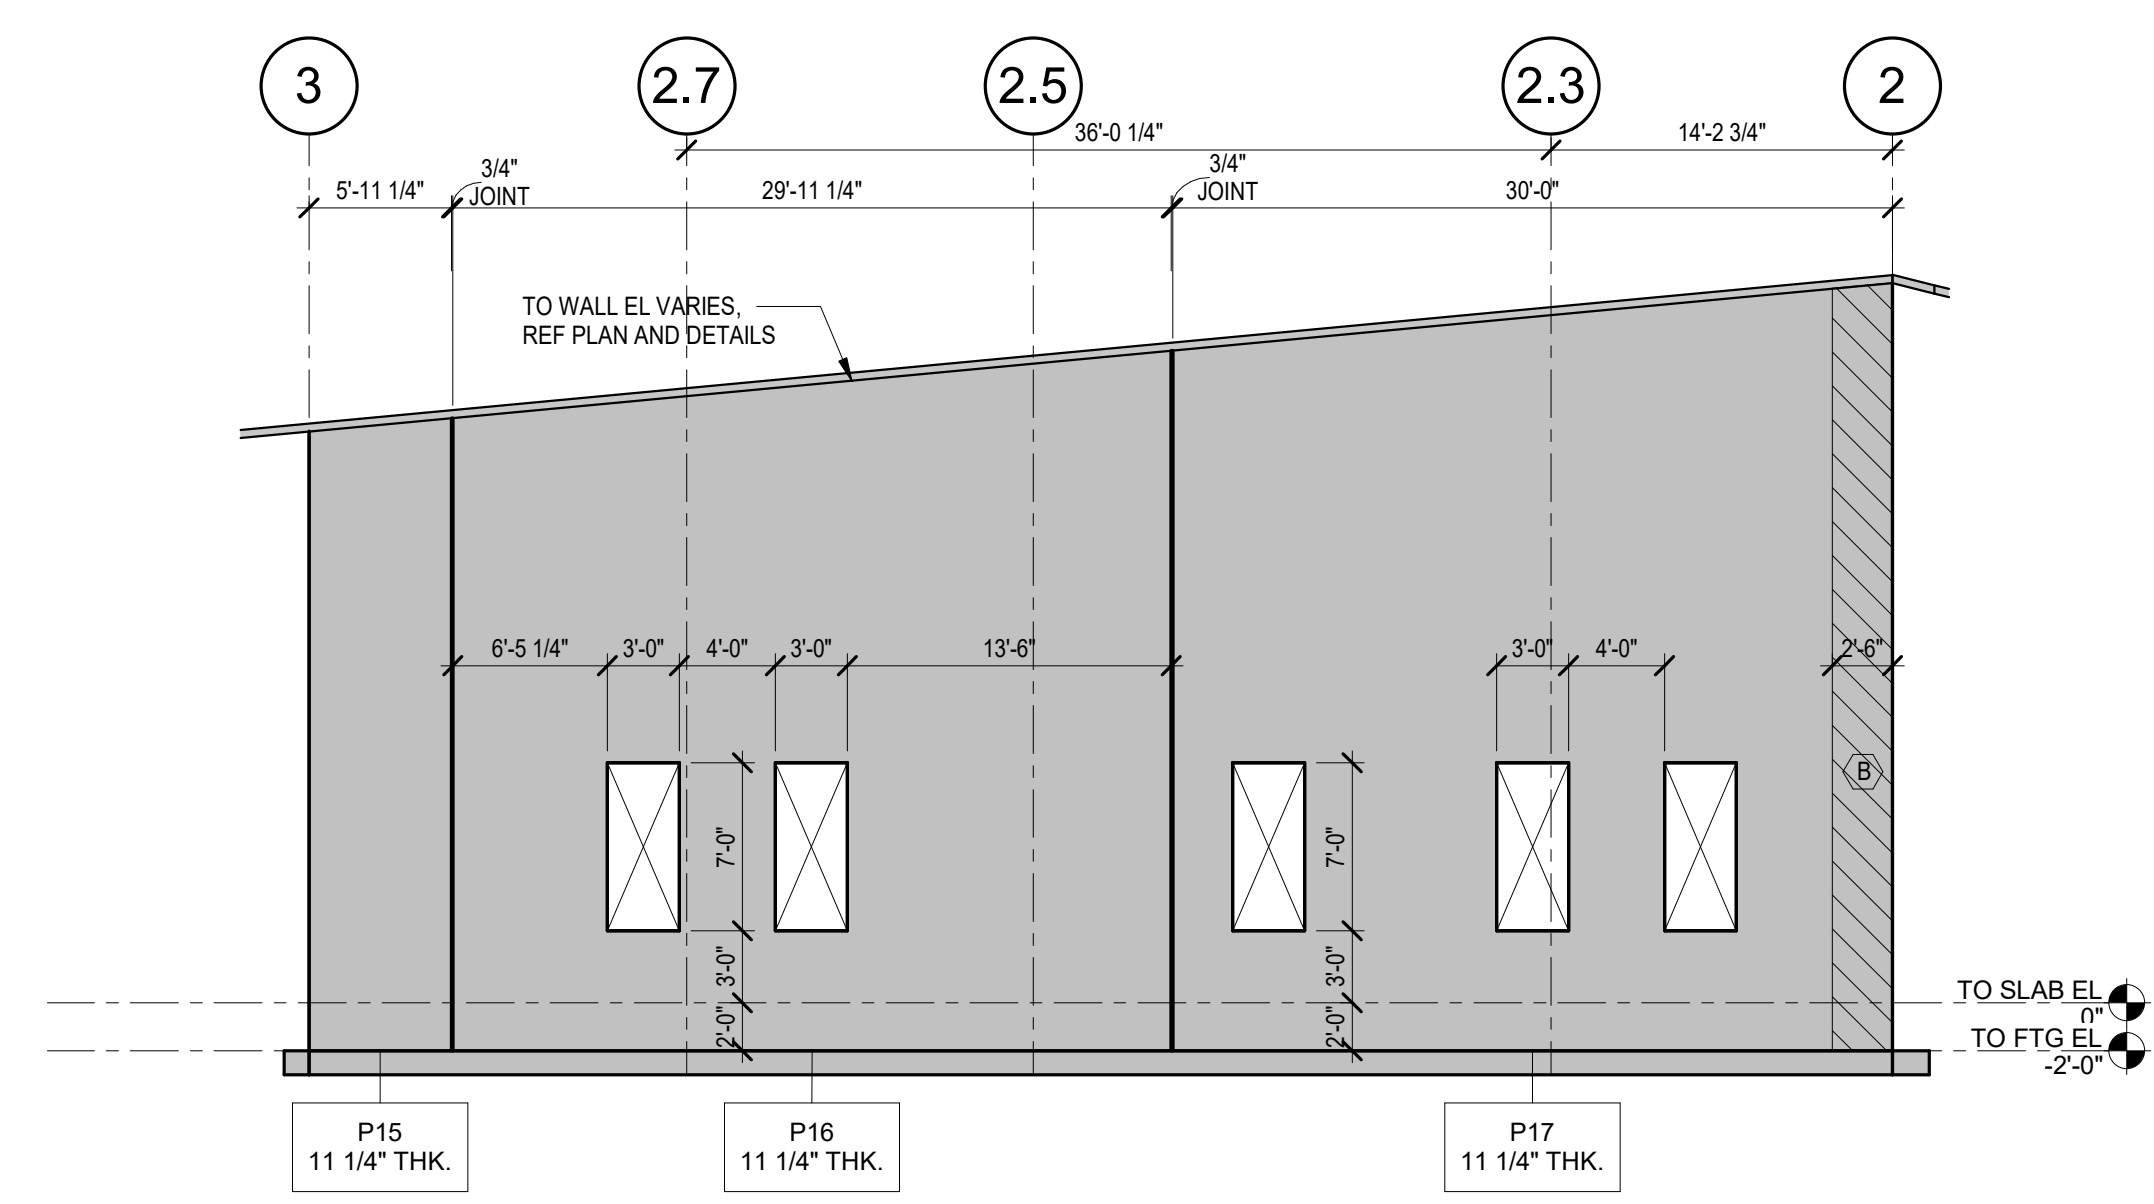 3
2.7
2.5
2.3
2
36'-0 1/4"
14'-2 3/4"
5'-11 1/4"
3/4"
JOINT
29'-11 1/4"
3/4"
JOINT
30'-0"
TO WALL EL VARIES,
REF PLAN AND DETAILS
6'-5 1/4"
3'-0"
4'-0"
3'-0"
13'-6"
3'-0"
4'-0"
2'-6"
B
7'-0"
7'-0"
3'-0"
3'-0"
2'-0"
2'-0"
TO SLAB EL
0"
TO FTG EL
-2'-0"
P15
11 1/4" THK.
P16
11 1/4" THK.
P17
11 1/4" THK.